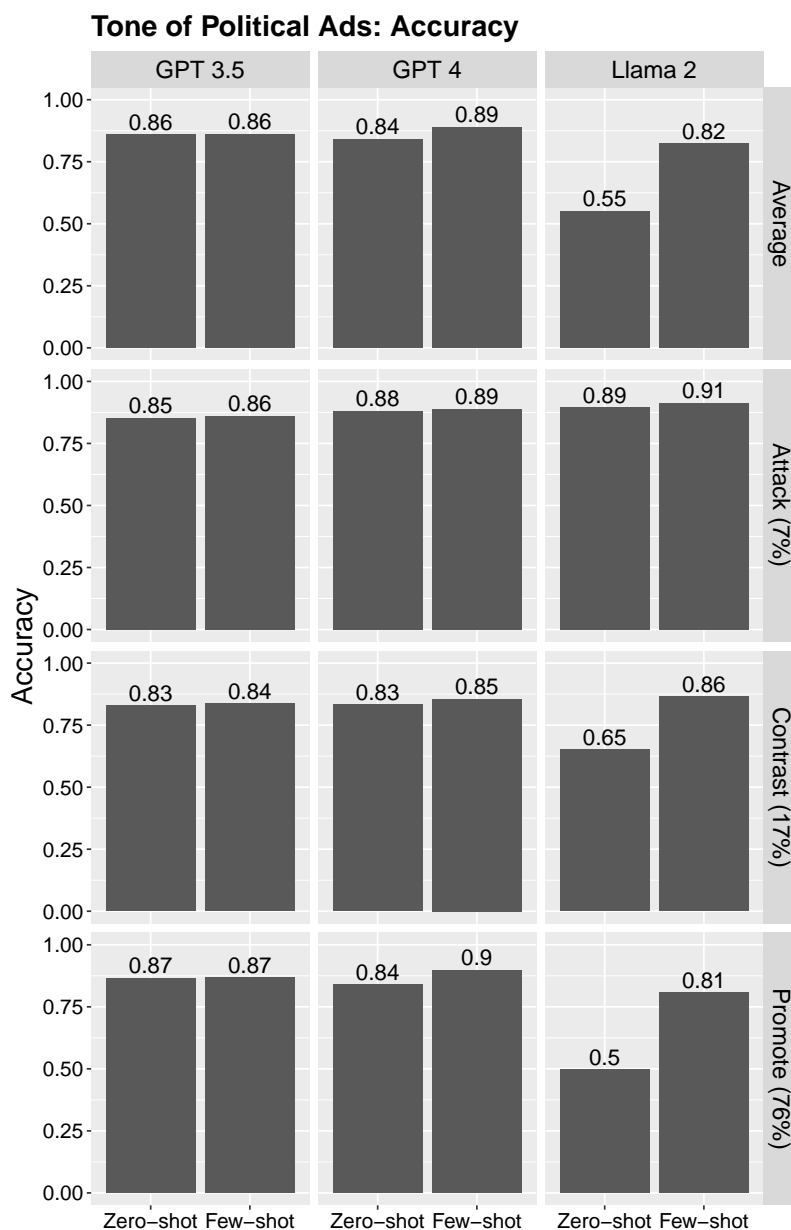 Tone of Political Ads: Accuracy
GPT 3.5 GPT 4 Llama 2
1.00
0.75
0.50
0.25
0.00
0.86 0.86 0.84 0.89 0.55 0.82
Average
1.00
0.75
0.50
0.25
0.00
0.85 0.86 0.88 0.89 0.89 0.91
Attack (7%)
Accuracy
1.00
0.75
0.50
0.25
0.00
0.83 0.84 0.83 0.85 0.65 0.86
Contrast (17%)
1.00
0.75
0.50
0.25
0.00
0.87 0.87 0.84 0.9 0.5 0.81
Promote (76%)
Zero−shot Few−shot Zero−shot Few−shot Zero−shot Few−shot